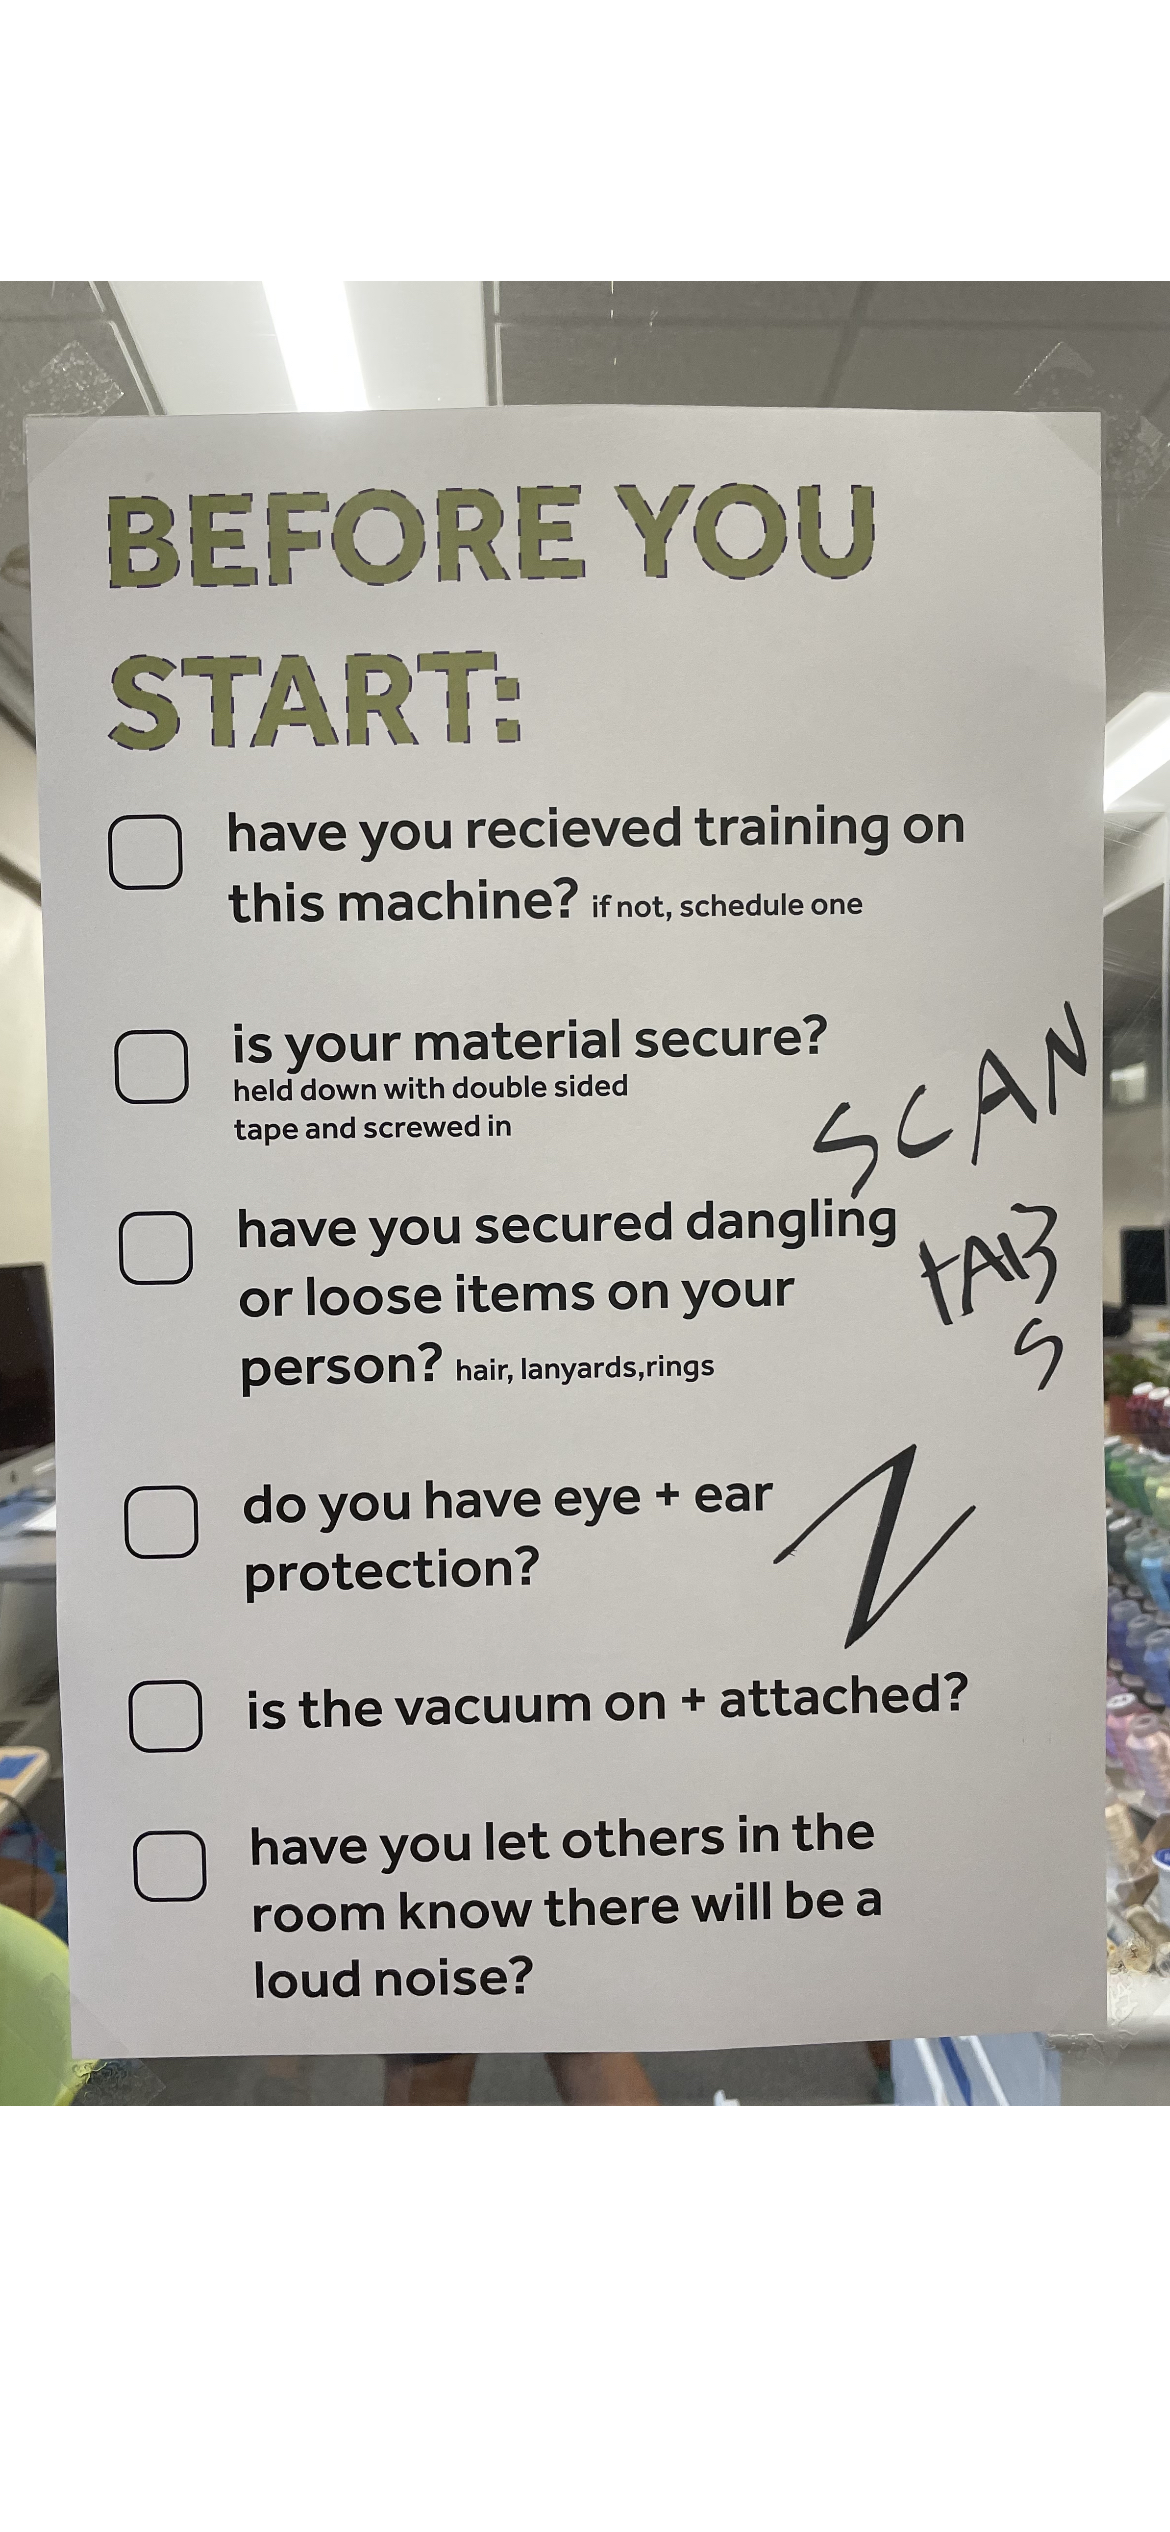 BEFORE YOU
START:
have you recieved training on
this machine? if not, schedule one
is your material secure?
held down with double sided
tape and screwed in
SCAN
have you secured dangling
or loose items on your
person? hair, lanyards,rings
tAB
S
do you have eye + ear
protection?
is the vacuum on + attached?
have you let others in the
room know there will be a
loud noise?